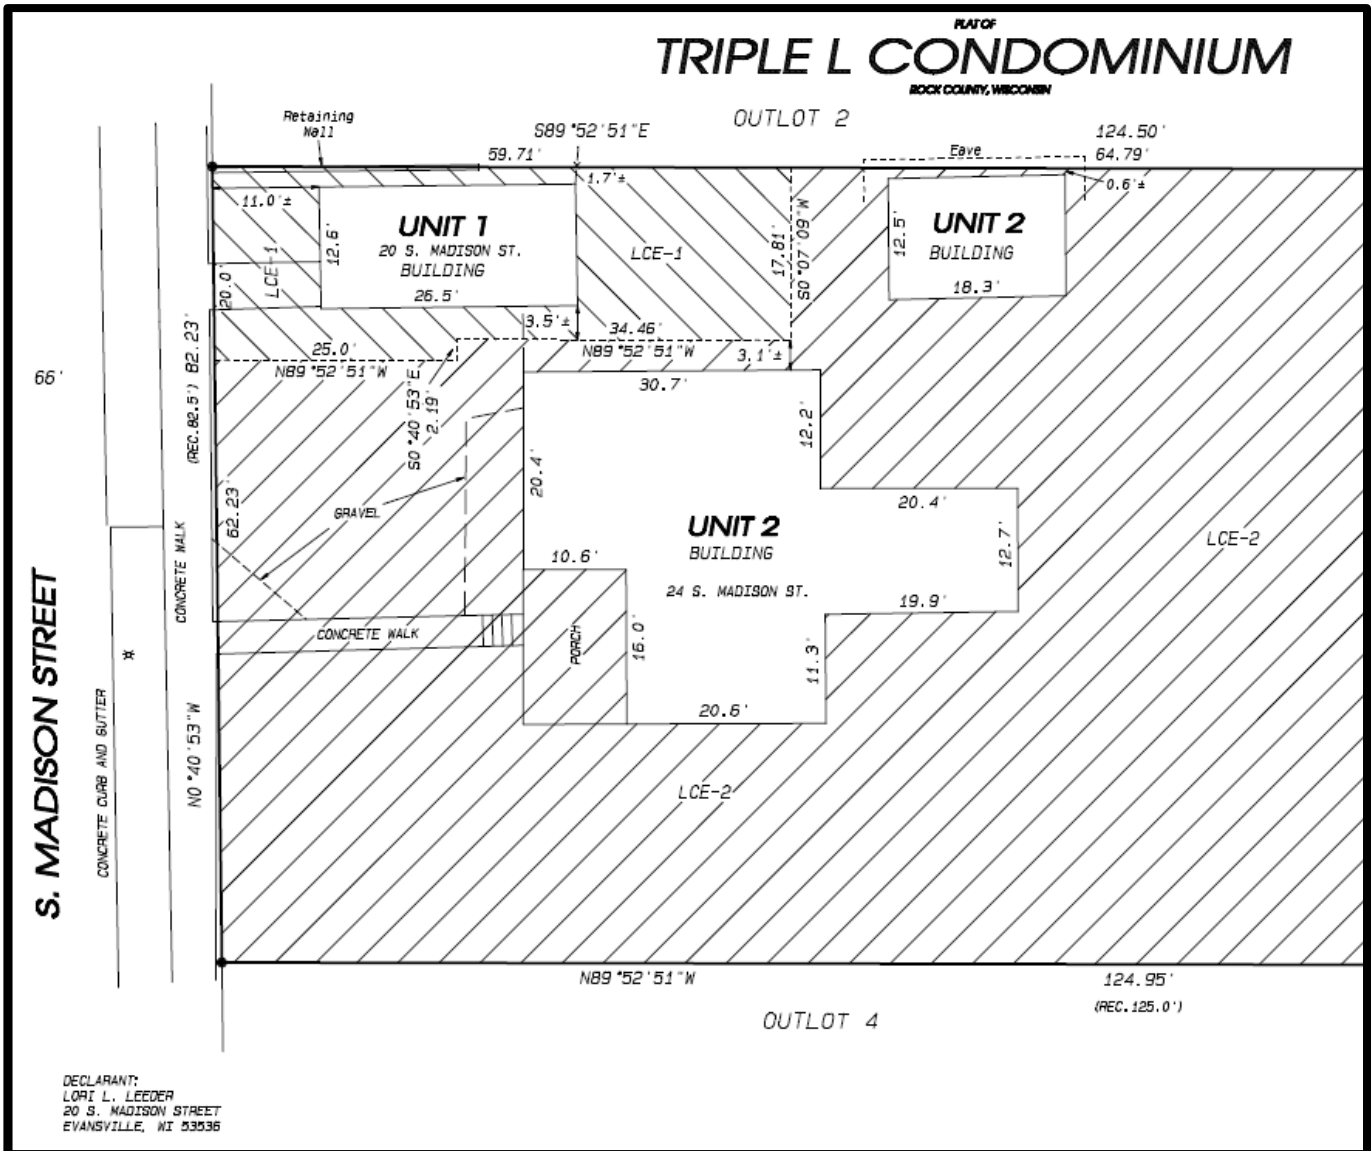 PLAT OF
TRIPLE L CONDOMINIUM
ROCK COUNTY, WISCONSIN
OUTLOT 2
Retaining
Wall
S89°52'51"E
124.50'
59.71'
Eave
64.79'
1.7'±
0.6'±
11.0'±
UNIT 1
20 S. MADISON ST.
BUILDING
12.6'
26.5'
LCE-1
LCE-1
20.0'
17.81'
S0°07'09"W
UNIT 2
BUILDING
12.5'
18.3'
3.5'±
34.46'
N89°52'51"W
3.1'±
25.0'
N89°52'51"W
S0°40'53"E
2.19'
82.23'
(REC.82.5')
66'
30.7'
12.2'
20.4'
20.4'
62.23'
GRAVEL
UNIT 2
BUILDING
24 S. MADISON ST.
12.7'
LCE-2
10.6'
19.9'
CONCRETE WALK
CONCRETE WALK
PORCH
16.0'
11.3'
20.6'
S. MADISON STREET
CONCRETE CURB AND GUTTER
N0°40'53"W
LCE-2
N89°52'51"W
124.95'
(REC.125.0')
OUTLOT 4
DECLARANT:
LORI L. LEEDER
20 S. MADISON STREET
EVANSVILLE, WI 53536